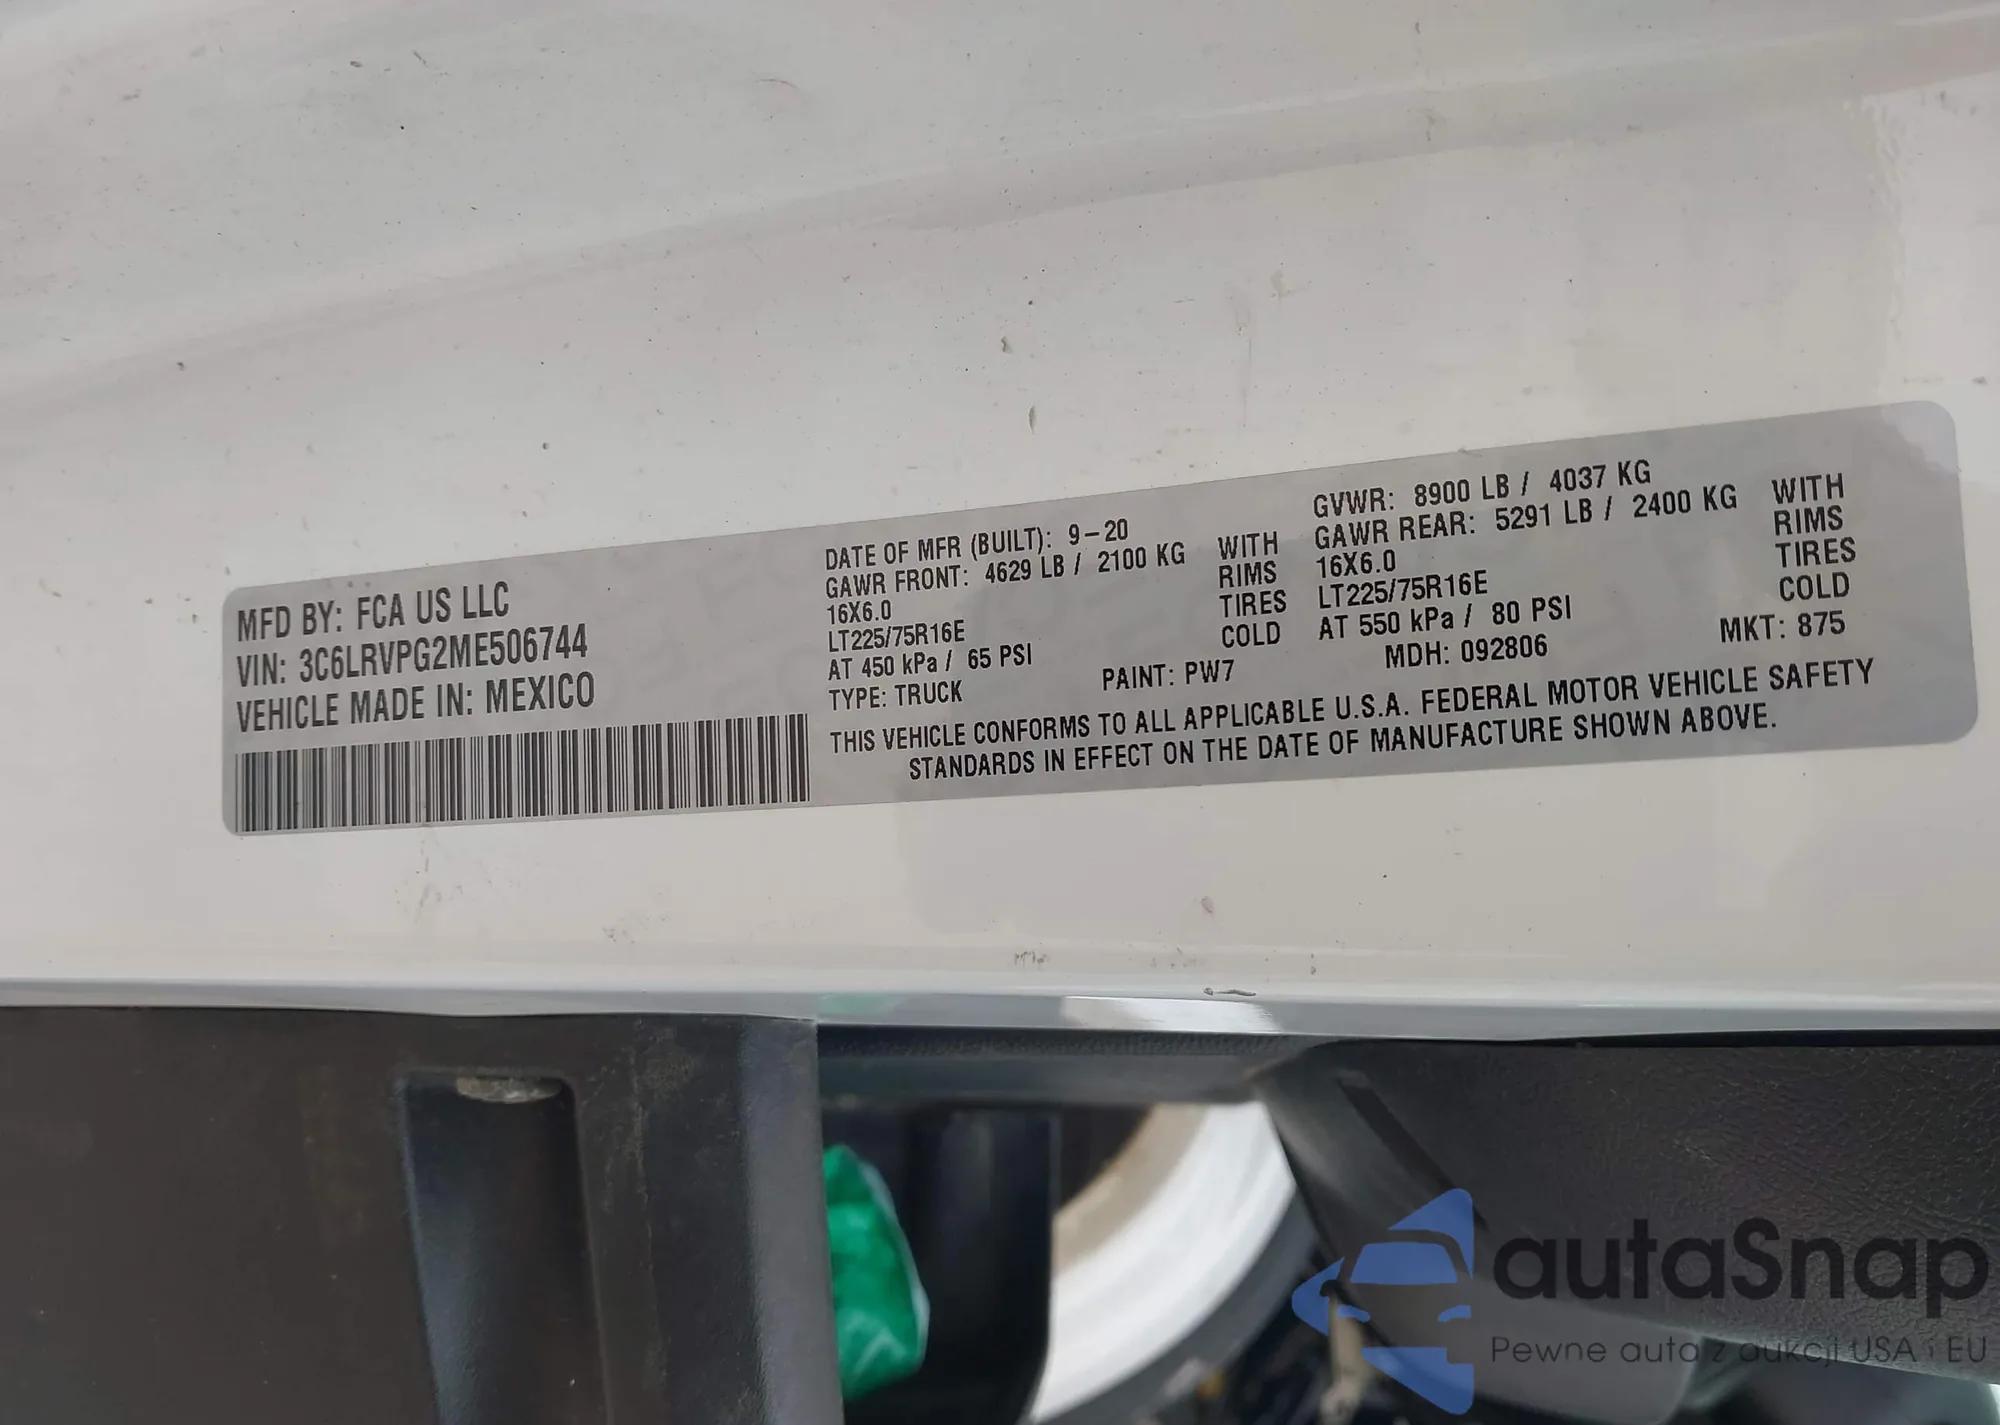 MFD BY: FCA US LLC
VIN: 3C6LRVPG2ME506744
VEHICLE MADE IN: MEXICO
DATE OF MFR (BUILT): 9-20
GAWR FRONT: 4629 LB / 2100 KG WITH
16X6.0 RIMS
LT225/75R16E TIRES
AT 450 kPa / 65 PSI COLD
TYPE: TRUCK
PAINT: PW7
GVWR: 8900 LB / 4037 KG
GAWR REAR: 5291 LB / 2400 KG WITH
16X6.0 RIMS
LT225/75R16E TIRES
AT 550 kPa / 80 PSI COLD
MDH: 092806
MKT: 875
THIS VEHICLE CONFORMS TO ALL APPLICABLE U.S.A. FEDERAL MOTOR VEHICLE SAFETY
STANDARDS IN EFFECT ON THE DATE OF MANUFACTURE SHOWN ABOVE.
autaSnap
Pewne auta z aukcji USA i EU